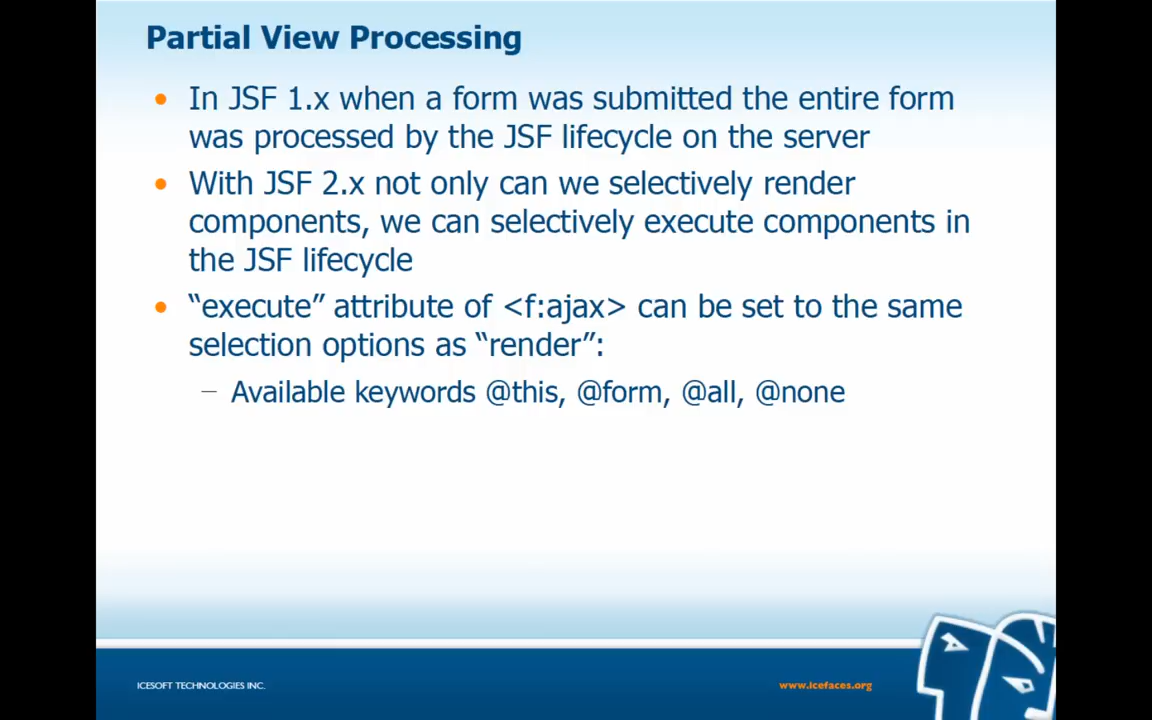 Partial View Processing
• In JSF 1.x when a form was submitted the entire form
was processed by the JSF lifecycle on the server
• With JSF 2.x not only can we selectively render
components, we can selectively execute components in
the JSF lifecycle
• “execute” attribute of <f:ajax> can be set to the same
selection options as “render”:
– Available keywords @this, @form, @all, @none
ICESOFT TECHNOLOGIES INC.
www.icefaces.org